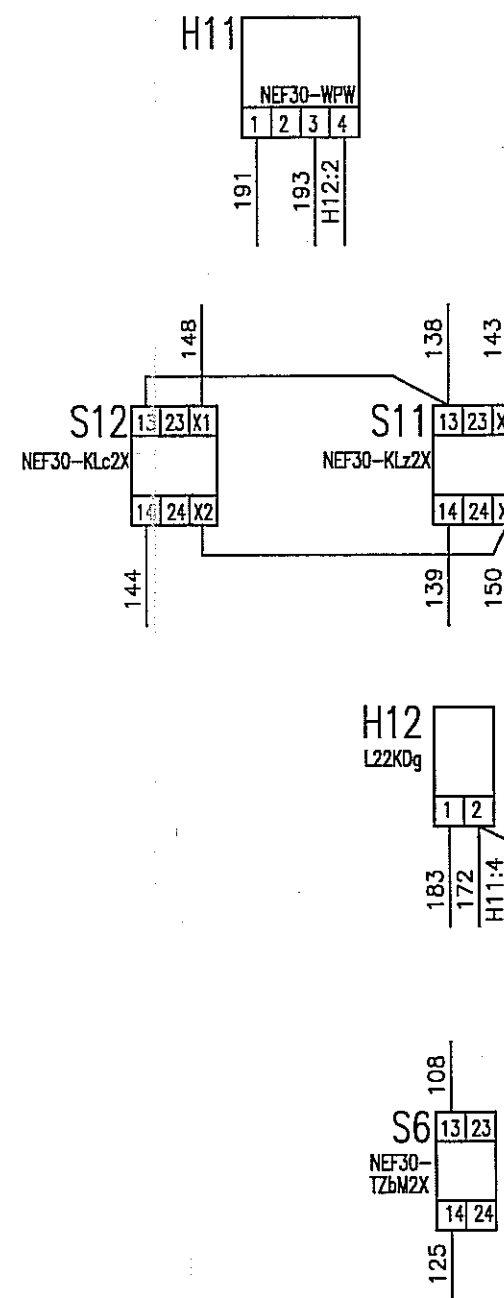 H11
NEF30-WPW
1 2 3 4
191 193 H12:2
148 138 143
S12 13 23 X1
NEF30-KLc2X
14 24 X2
144
S11 13 23
NEF30-KLz2X
14 24
139 150
H12
L22KDg
1 2
183 172 H11:4
108
S6 13 23
NEF30-
TZbM2X
14 24
125